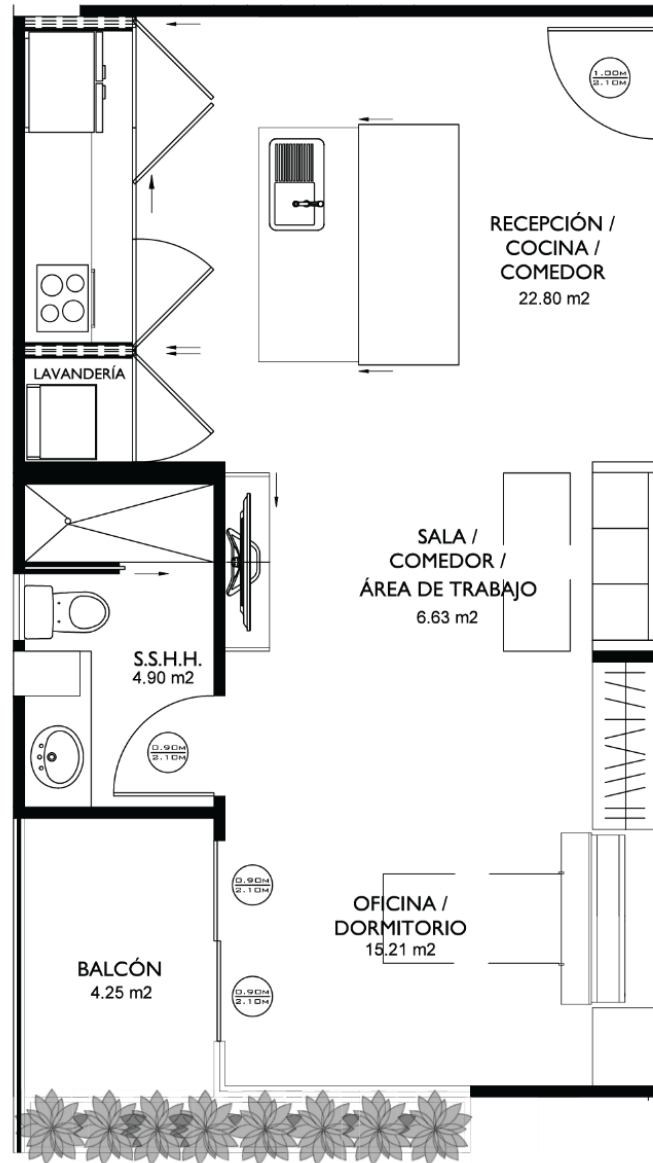 1.00M
2.10M
RECEPCIÓN /
COCINA /
COMEDOR
22.80 m2
LAVANDERÍA
SALA /
COMEDOR /
ÁREA DE TRABAJO
6.63 m2
S.S.H.H.
4.90 m2
0.90M
2.10M
0.90M
2.10M
OFICINA /
DORMITORIO
15.21 m2
BALCÓN
4.25 m2
0.90M
2.10M